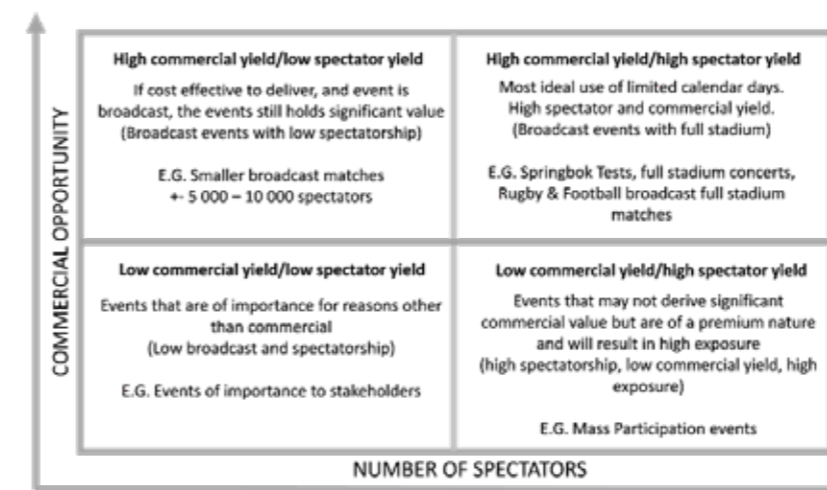 COMMERCIAL OPPORTUNITY
High commercial yield/low spectator yield
If cost effective to deliver, and event is
broadcast, the events still holds significant value
(Broadcast events with low spectatorship)
E.G. Smaller broadcast matches
+- 5 000 – 10 000 spectators
High commercial yield/high spectator yield
Most ideal use of limited calendar days.
High spectator and commercial yield.
(Broadcast events with full stadium)
E.G. Springbok Tests, full stadium concerts,
Rugby & Football broadcast full stadium
matches
Low commercial yield/low spectator yield
Events that are of importance for reasons other
than commercial
(Low broadcast and spectatorship)
E.G. Events of importance to stakeholders
Low commercial yield/high spectator yield
Events that may not derive significant
commercial value but are of a premium nature
and will result in high exposure
(high spectatorship, low commercial yield, high
exposure)
E.G. Mass Participation events
NUMBER OF SPECTATORS